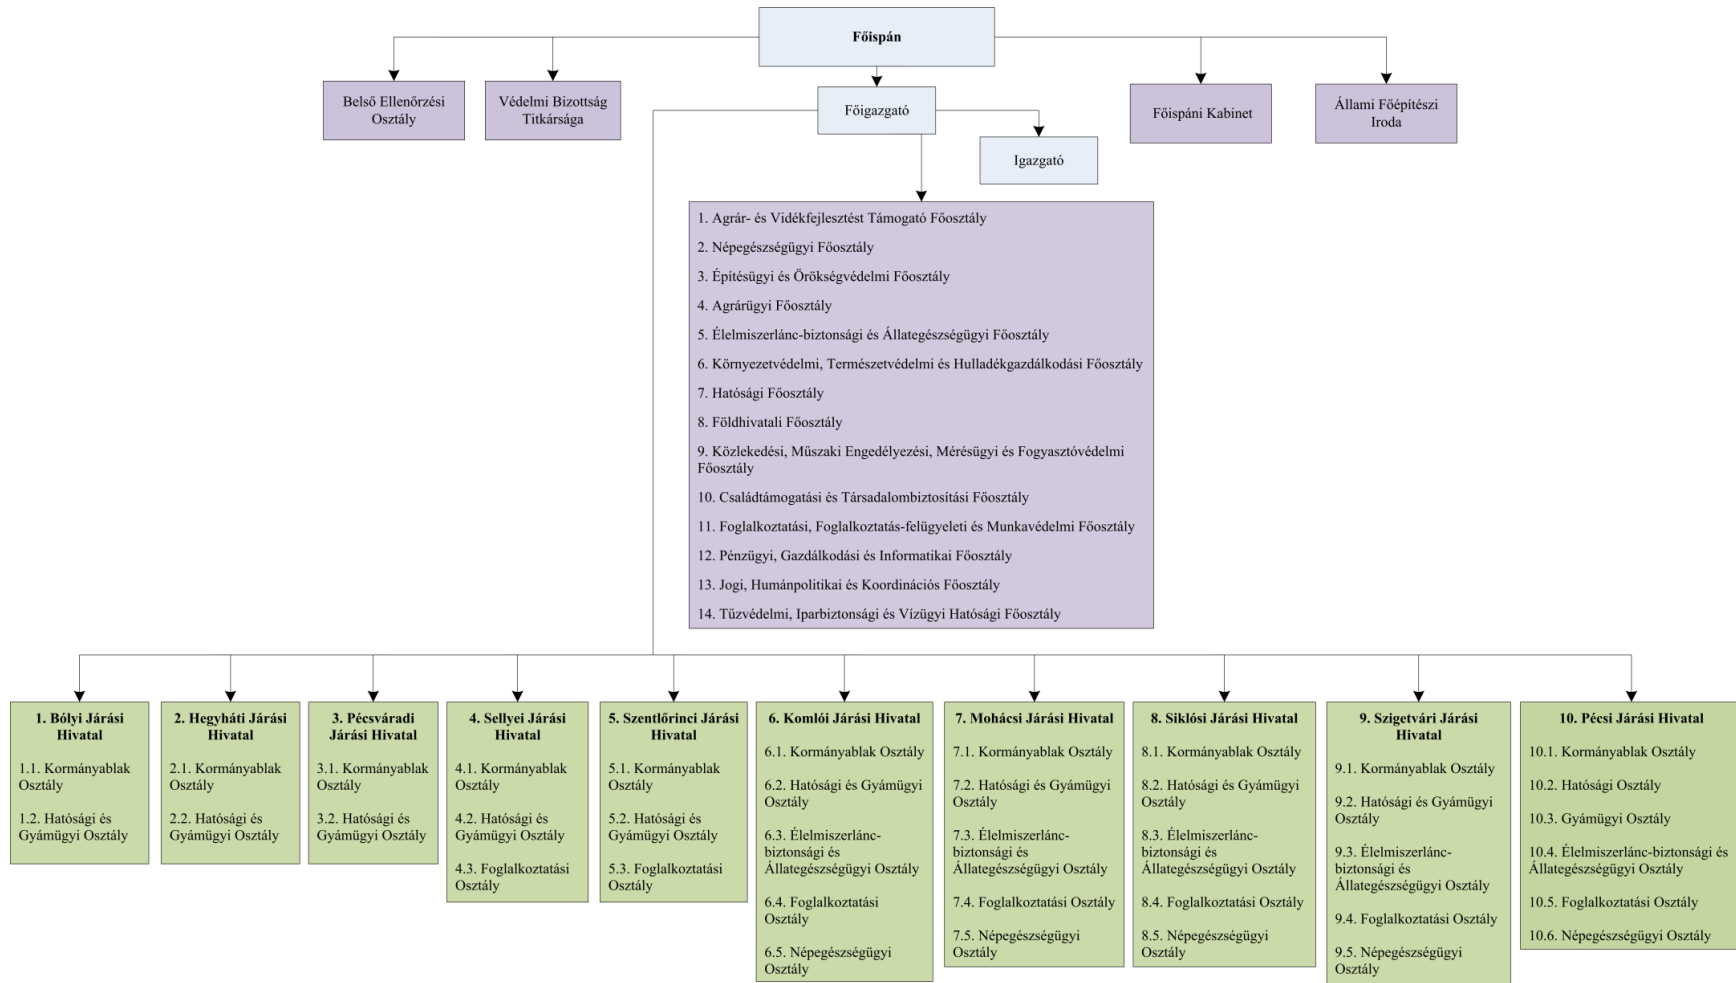 Főispán
Belső Ellenőrzési
Osztály
Védelmi Bizottság
Titkársága
Főigazgató
Igazgató
Főispáni Kabinet
Állami Főépítészi
Iroda
1. Agrár- és Vidékfejlesztést Támogató Főosztály
2. Népegészségügyi Főosztály
3. Építésügyi és Örökségvédelmi Főosztály
4. Agrárügyi Főosztály
5. Élelmiszerlánc-biztonsági és Állategészségügyi Főosztály
6. Környezetvédelmi, Természetvédelmi és Hulladékgazdálkodási Főosztály
7. Hatósági Főosztály
8. Földhivatali Főosztály
9. Közlekedési, Műszaki Engedélyezési, Mérésügyi és Fogyasztóvédelmi
Főosztály
10. Családtámogatási és Társadalombiztosítási Főosztály
11. Foglalkoztatási, Foglalkoztatás-felügyeleti és Munkavédelmi Főosztály
12. Pénzügyi, Gazdálkodási és Informatikai Főosztály
13. Jogi, Humánpolitikai és Koordinációs Főosztály
14. Tűzvédelmi, Iparbiztonsági és Vízügyi Hatósági Főosztály
1. Bólyi Járási
Hivatal
1.1. Kormányablak
Osztály
1.2. Hatósági és
Gyámügyi Osztály
2. Hegyháti Járási
Hivatal
2.1. Kormányablak
Osztály
2.2. Hatósági és
Gyámügyi Osztály
3. Pécsváradi
Járási Hivatal
3.1. Kormányablak
Osztály
3.2. Hatósági és
Gyámügyi Osztály
4. Sellyei Járási
Hivatal
4.1. Kormányablak
Osztály
4.2. Hatósági és
Gyámügyi Osztály
4.3. Foglalkoztatási
Osztály
5. Szentlőrinci Járási
Hivatal
5.1. Kormányablak
Osztály
5.2. Hatósági és
Gyámügyi Osztály
5.3. Foglalkoztatási
Osztály
6. Komlói Járási Hivatal
6.1. Kormányablak Osztály
6.2. Hatósági és Gyámügyi
Osztály
6.3. Élelmiszerlánc-
biztonsági és
Állategészségügyi Osztály
6.4. Foglalkoztatási
Osztály
6.5. Népegészségügyi
Osztály
7. Mohácsi Járási Hivatal
7.1. Kormányablak Osztály
7.2. Hatósági és Gyámügyi
Osztály
7.3. Élelmiszerlánc-
biztonsági és
Állategészségügyi Osztály
7.4. Foglalkoztatási Osztály
7.5. Népegészségügyi
Osztály
8. Siklósi Járási Hivatal
8.1. Kormányablak Osztály
8.2. Hatósági és Gyámügyi
Osztály
8.3. Élelmiszerlánc-
biztonsági és
Állategészségügyi Osztály
8.4. Foglalkoztatási Osztály
8.5. Népegészségügyi
Osztály
9. Szigetvári Járási
Hivatal
9.1. Kormányablak Osztály
9.2. Hatósági és Gyámügyi
Osztály
9.3. Élelmiszerlánc-
biztonsági és
Állategészségügyi Osztály
9.4. Foglalkoztatási Osztály
9.5. Népegészségügyi
Osztály
10. Pécsi Járási Hivatal
10.1. Kormányablak Osztály
10.2. Hatósági Osztály
10.3. Gyámügyi Osztály
10.4. Élelmiszerlánc-biztonsági és
Állategészségügyi Osztály
10.5. Foglalkoztatási Osztály
10.6. Népegészségügyi Osztály